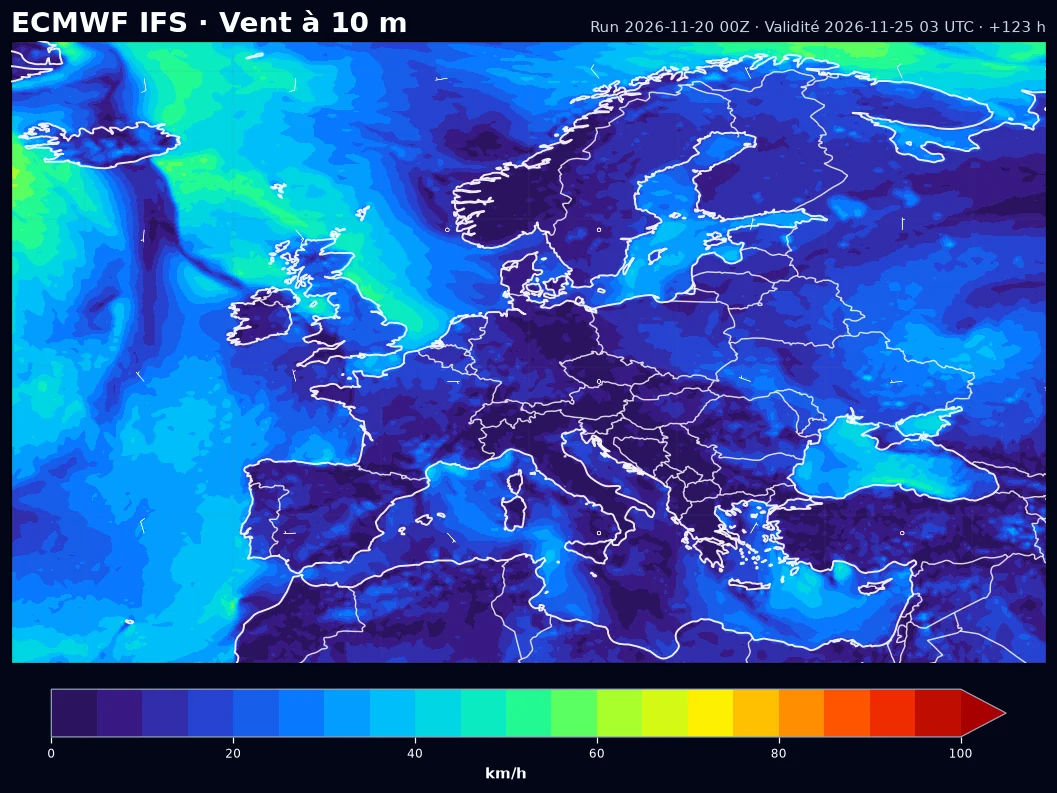 ECMWF IFS · Vent à 10 m
Run 2026-11-20 00Z · Validité 2026-11-25 03 UTC · +123 h
0 20 40 60 80 100
km/h